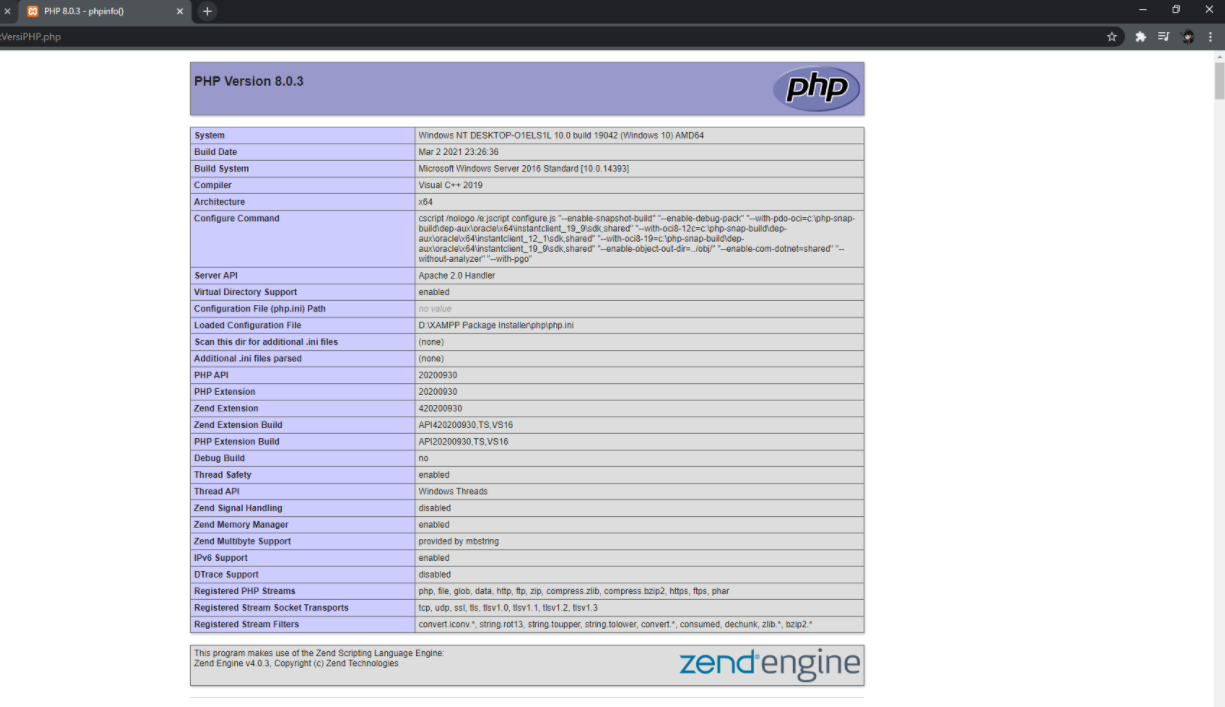 PHP 8.0.3 - phpinfo()
VersiPHP.php
PHP Version 8.0.3
php
System Windows NT DESKTOP-O1ELS1L 10.0 build 19042 (Windows 10) AMD64
Build Date Mar 2 2021 23:26:36
Build System Microsoft Windows Server 2016 Standard [10.0.14393]
Compiler Visual C++ 2019
Architecture x64
Configure Command cscript /nologo /e:jscript configure.js "--enable-snapshot-build" "--enable-debug-pack" "--with-pdo-oci=c:\php-snap-
build\dep-aux\oracle\x64\instantclient_19_9\sdk,shared" "--with-oci8-12c=c:\php-snap-build\dep-
aux\oracle\x64\instantclient_12_1\sdk,shared" "--with-oci8-19=c:\php-snap-build\dep-
aux\oracle\x64\instantclient_19_9\sdk,shared" "--enable-object-out-dir=../obj/" "--enable-com-dotnet=shared" "--
without-analyzer" "--with-pgo"
Server API Apache 2.0 Handler
Virtual Directory Support enabled
Configuration File (php.ini) Path no value
Loaded Configuration File D:\XAMPP Package Installer\php\php.ini
Scan this dir for additional .ini files (none)
Additional .ini files parsed (none)
PHP API 20200930
PHP Extension 20200930
Zend Extension 420200930
Zend Extension Build API420200930,TS,VS16
PHP Extension Build API20200930,TS,VS16
Debug Build no
Thread Safety enabled
Thread API Windows Threads
Zend Signal Handling disabled
Zend Memory Manager enabled
Zend Multibyte Support provided by mbstring
IPv6 Support enabled
DTrace Support disabled
Registered PHP Streams php, file, glob, data, http, ftp, zip, compress.zlib, compress.bzip2, https, ftps, phar
Registered Stream Socket Transports tcp, udp, ssl, tls, tlsv1.0, tlsv1.1, tlsv1.2, tlsv1.3
Registered Stream Filters convert.iconv.*, string.rot13, string.toupper, string.tolower, convert.*, consumed, dechunk, zlib.*, bzip2.*
This program makes use of the Zend Scripting Language Engine:
Zend Engine v4.0.3, Copyright (c) Zend Technologies
zend engine